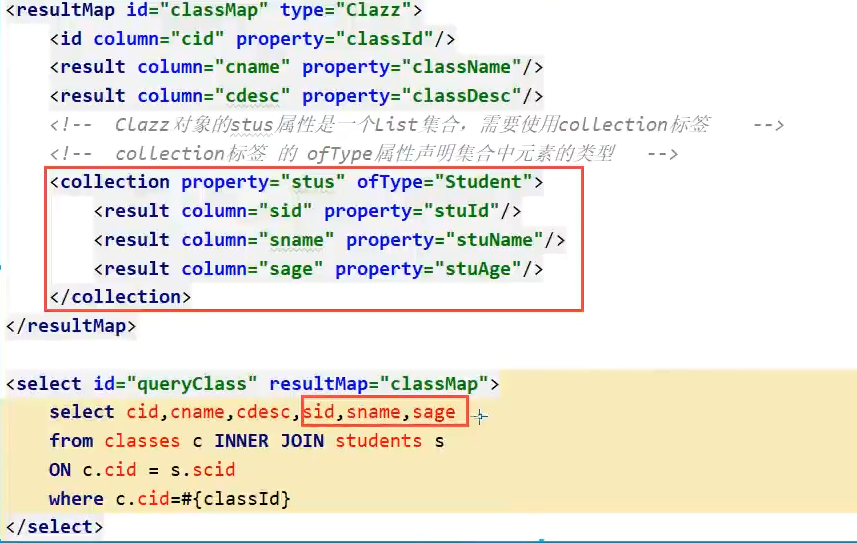 <resultMap id="classMap" type="Clazz">
    <id column="cid" property="classId"/>
    <result column="cname" property="className"/>
    <result column="cdesc" property="classDesc"/>
    <!--  Clazz对象的stus属性是一个List集合，需要使用collection标签    -->
    <!--  collection标签 的 ofType属性声明集合中元素的类型   -->
    <collection property="stus" ofType="Student">
        <result column="sid" property="stuId"/>
        <result column="sname" property="stuName"/>
        <result column="sage" property="stuAge"/>
    </collection>
</resultMap>
<select id="queryClass" resultMap="classMap">
    select cid,cname,cdesc,sid,sname,sage
    from classes c INNER JOIN students s
    ON c.cid = s.scid
    where c.cid=#{classId}
</select>